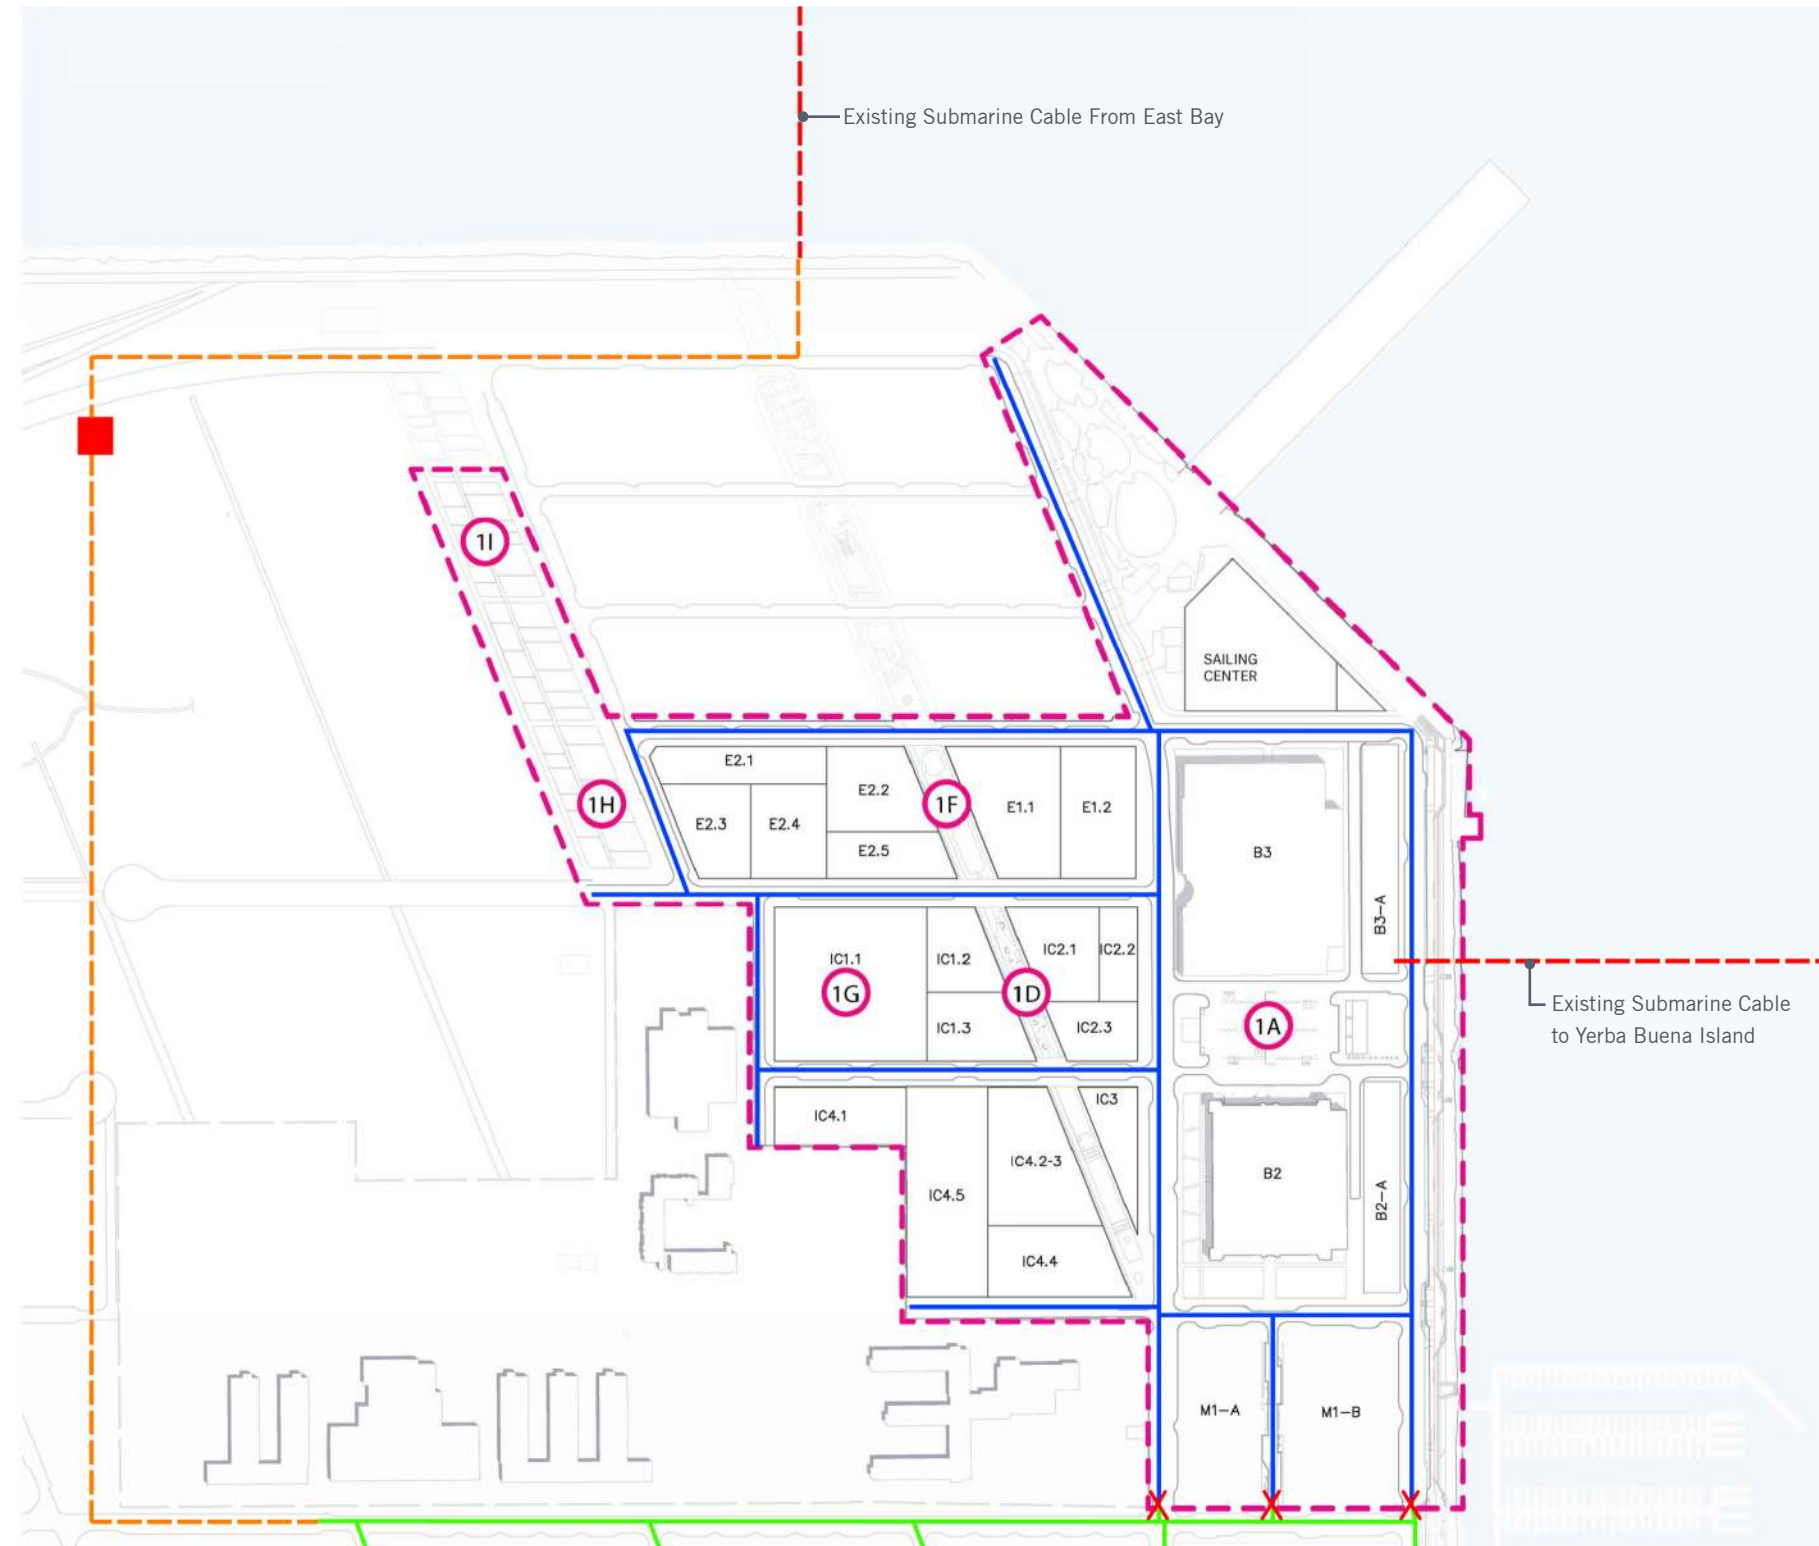 Existing Submarine Cable From East Bay
1I
SAILING
CENTER
E2.1
E2.2
1H
1F
E1.1
E1.2
E2.3
E2.4
E2.5
B3
B3-A
IC1.1
IC1.2
IC2.1
IC2.2
1G
1D
Existing Submarine Cable
to Yerba Buena Island
IC1.3
IC2.3
1A
IC4.1
IC3
IC4.2-3
B2
IC4.5
B2-A
IC4.4
M1-A
M1-B